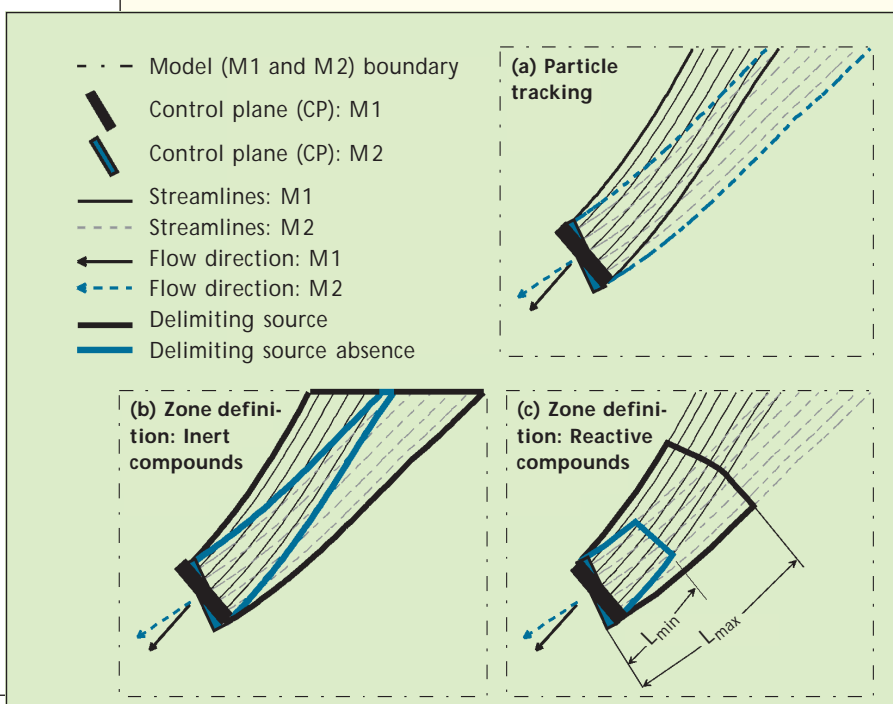 Model (M1 and M2) boundary
Control plane (CP): M1
Control plane (CP): M2
Streamlines: M1
Streamlines: M2
Flow direction: M1
Flow direction: M2
Delimiting source
Delimiting source absence
(a) Particle
tracking
(b) Zone defini-
tion: Inert
compounds
(c) Zone defini-
tion: Reactive
compounds
Lmin
Lmax